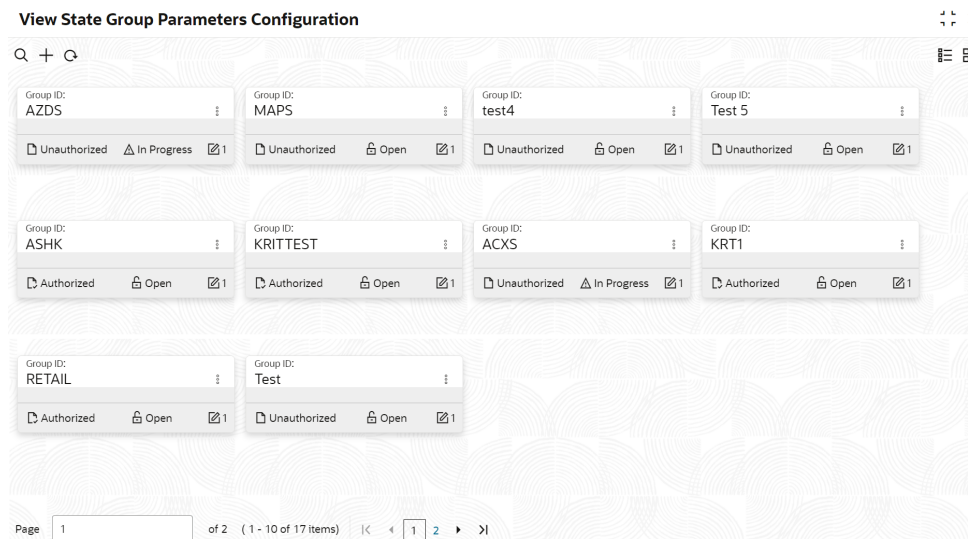 View State Group Parameters Configuration
Group ID: Group ID: Group ID: Group ID:
AZDS MAPS test4 Test 5
Unauthorized In Progress 1 Unauthorized Open 1 Unauthorized Open 1 Unauthorized Open 1
Group ID: Group ID: Group ID: Group ID:
ASHK KRITTEST ACXS KRT1
Authorized Open 1 Authorized Open 1 Unauthorized In Progress 1 Authorized Open 1
Group ID: Group ID:
RETAIL Test
Authorized Open 1 Unauthorized Open 1
Page 1 of 2 ( 1 - 10 of 17 items) 1 2